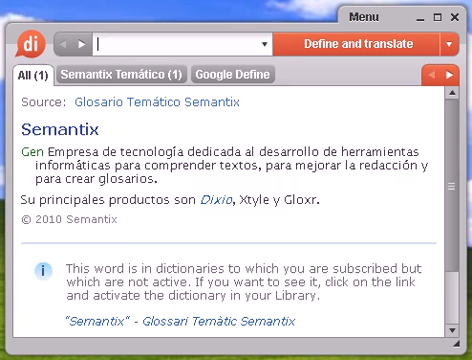 Menu
di
Define and translate
All (1)
Semantix Temático (1)
Google Define
Source: Glosario Temático Semantix
Semantix
Gen Empresa de tecnología dedicada al desarrollo de herramientas
informáticas para comprender textos, para mejorar la redacción y
para crear glosarios.
Su principales productos son Dixio, Xtyle y Gloxr.
© 2010 Semantix
i
This word is in dictionaries to which you are subscribed but
which are not active. If you want to see it, click on the link
and activate the dictionary in your Library.
"Semantix" - Glossari Temàtic Semantix